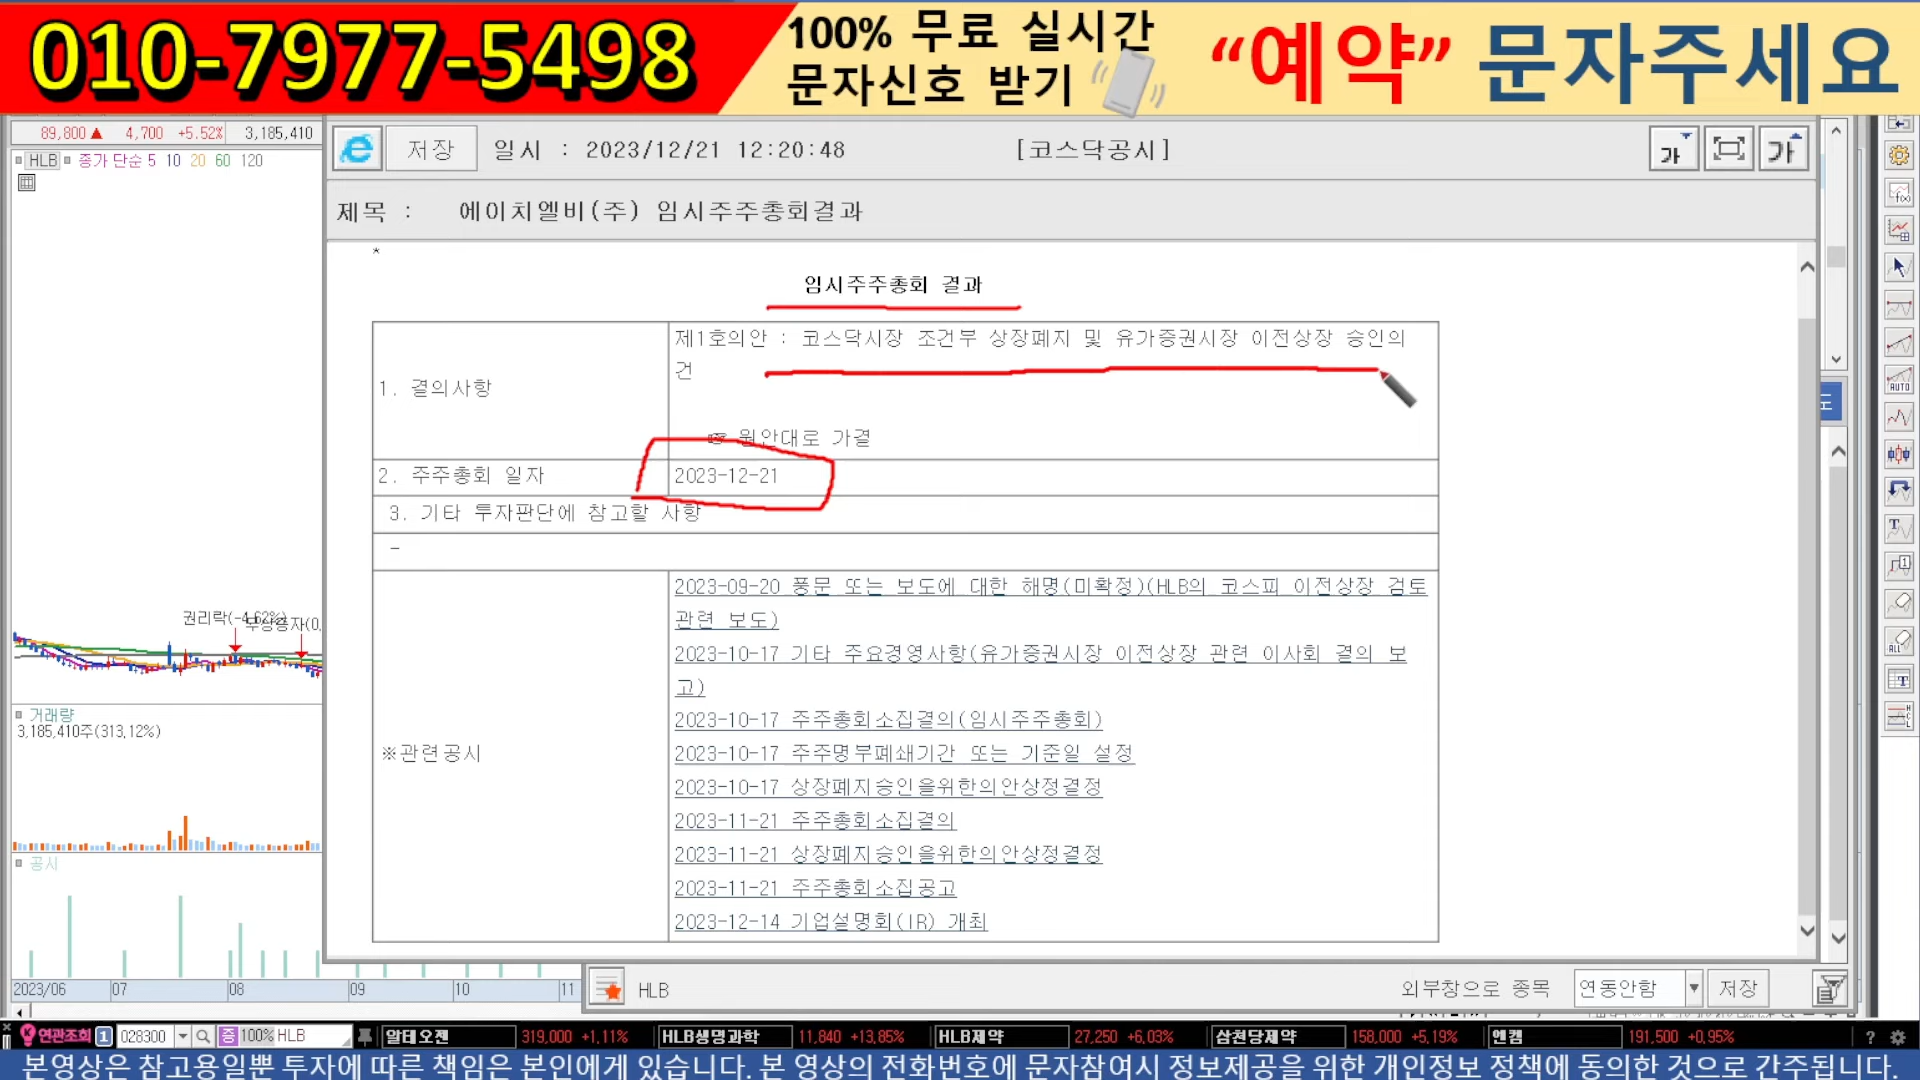 010-7977-5498
100% 무료 실시간
문자신호 받기
“예약” 문자주세요
89,800 ▲ 4,700 +5.52% 3,185,410
HLB 종가 단순 5 10 20 60 120
저장 일시 : 2023/12/21 12:20:48 [코스닥공시]
가 가
제목 : 에이치엘비(주) 임시주주총회결과
*
임시주주총회 결과
1. 결의사항
제1호의안 : 코스닥시장 조건부 상장폐지 및 유가증권시장 이전상장 승인의
건
☞ 원안대로 가결
2. 주주총회 일자 2023-12-21
3. 기타 투자판단에 참고할 사항
-
※관련공시
2023-09-20 풍문 또는 보도에 대한 해명(미확정)(HLB의 코스피 이전상장 검토
관련 보도)
2023-10-17 기타 주요경영사항(유가증권시장 이전상장 관련 이사회 결의 보
고)
2023-10-17 주주총회소집결의(임시주주총회)
2023-10-17 주주명부폐쇄기간 또는 기준일 설정
2023-10-17 상장폐지승인을위한의안상정결정
2023-11-21 주주총회소집결의
2023-11-21 상장폐지승인을위한의안상정결정
2023-11-21 주주총회소집공고
2023-12-14 기업설명회(IR) 개최
권리락(-4.62%)
무상증자(0,
거래량
3,185,410주(313,12%)
공시
2023/06 07 08 09 10 11
HLB 외부창으로 종목 연동안함 저장
AUTO
ALL
연관조회 1 028300 증 100% HLB 알테오젠 319,000 +1,11% HLB생명과학 11,840 +13,85% HLB제약 27,250 +6,03% 삼천당제약 158,000 +5,19% 엔켐 191,500 +0,95% ?
본영상은 참고용일뿐 투자에 따른 책임은 본인에게 있습니다. 본 영상의 전화번호에 문자참여시 정보제공을 위한 개인정보 정책에 동의한 것으로 간주됩니다.